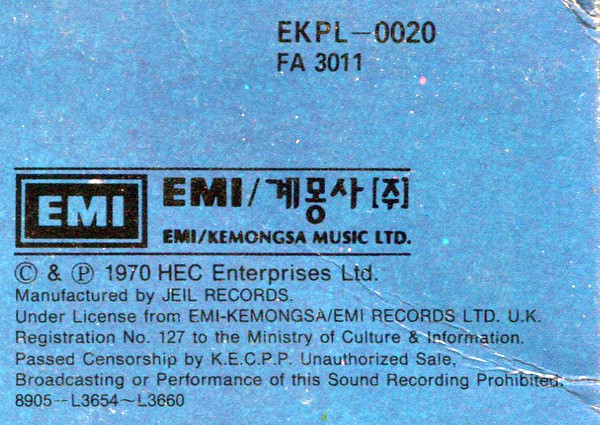 EKPL-0020
FA 3011
EMI
EMI/계몽사[주]
EMI/KEMONGSA MUSIC LTD.
Ⓒ & Ⓟ 1970 HEC Enterprises Ltd.
Manufactured by JEIL RECORDS.
Under License from EMI-KEMONGSA/EMI RECORDS LTD. U.K.
Registration No. 127 to the Ministry of Culture & Information.
Passed Censorship by K.E.C.P.P. Unauthorized Sale,
Broadcasting or Performance of this Sound Recording Prohibited.
8905--L3654~L3660